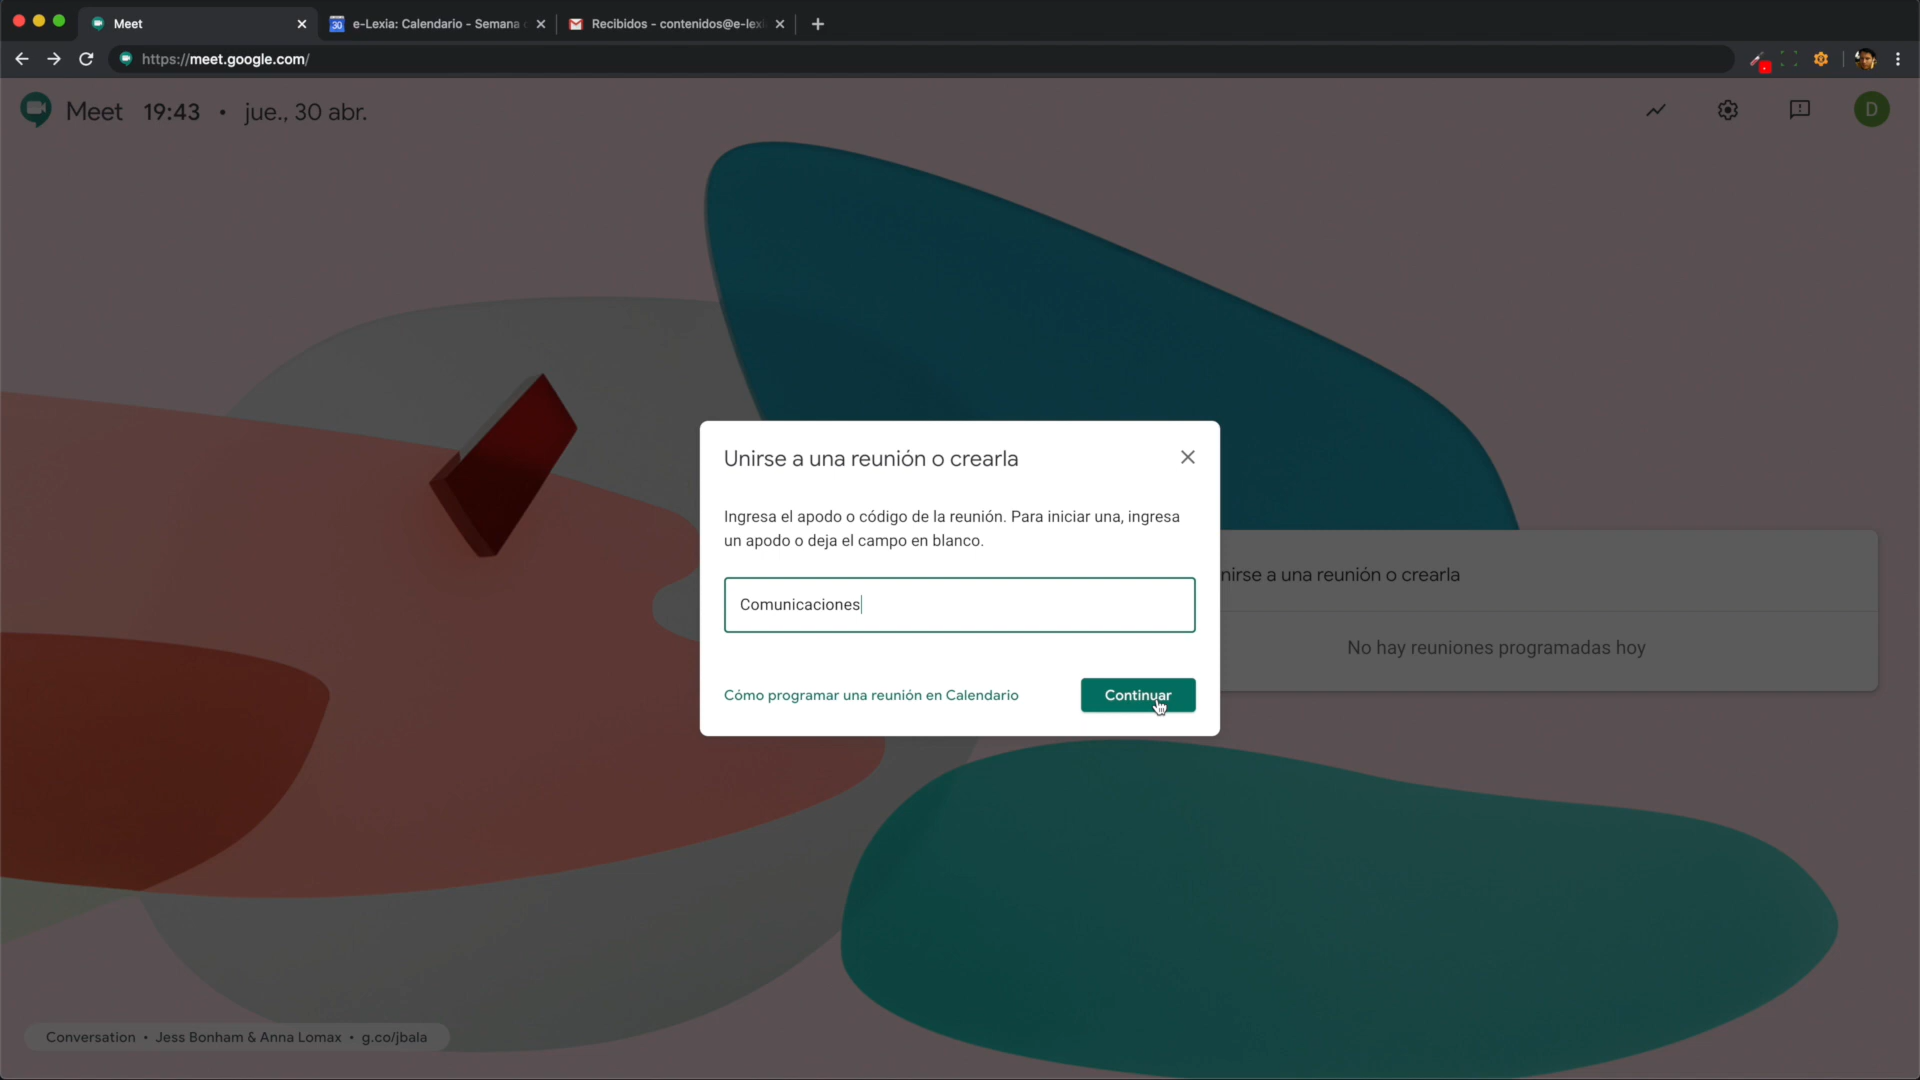 Meet
e-Lexia: Calendario - Semana
Recibidos - contenidos@e-lexi
https://meet.google.com/
Meet 19:43 • jue., 30 abr.
D
Unirse a una reunión o crearla
Ingresa el apodo o código de la reunión. Para iniciar una, ingresa
un apodo o deja el campo en blanco.
nirse a una reunión o crearla
Comunicaciones
No hay reuniones programadas hoy
Cómo programar una reunión en Calendario
Continuar
Conversation • Jess Bonham & Anna Lomax • g.co/jbala